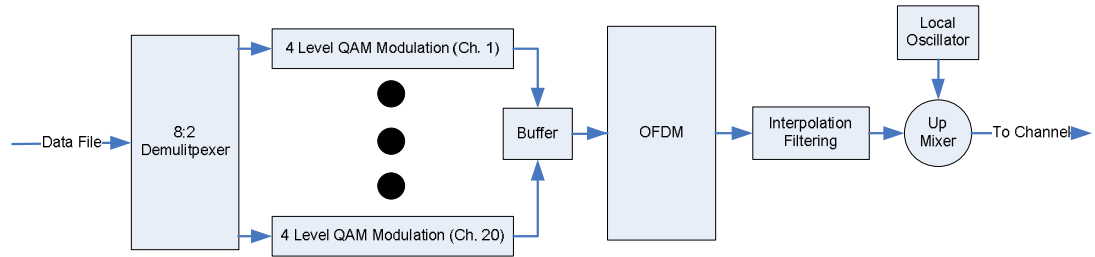 Data File
8:2
Demulitpexer
4 Level QAM Modulation (Ch. 1)
4 Level QAM Modulation (Ch. 20)
Buffer
OFDM
Interpolation
Filtering
Local
Oscillator
Up
Mixer
To Channel